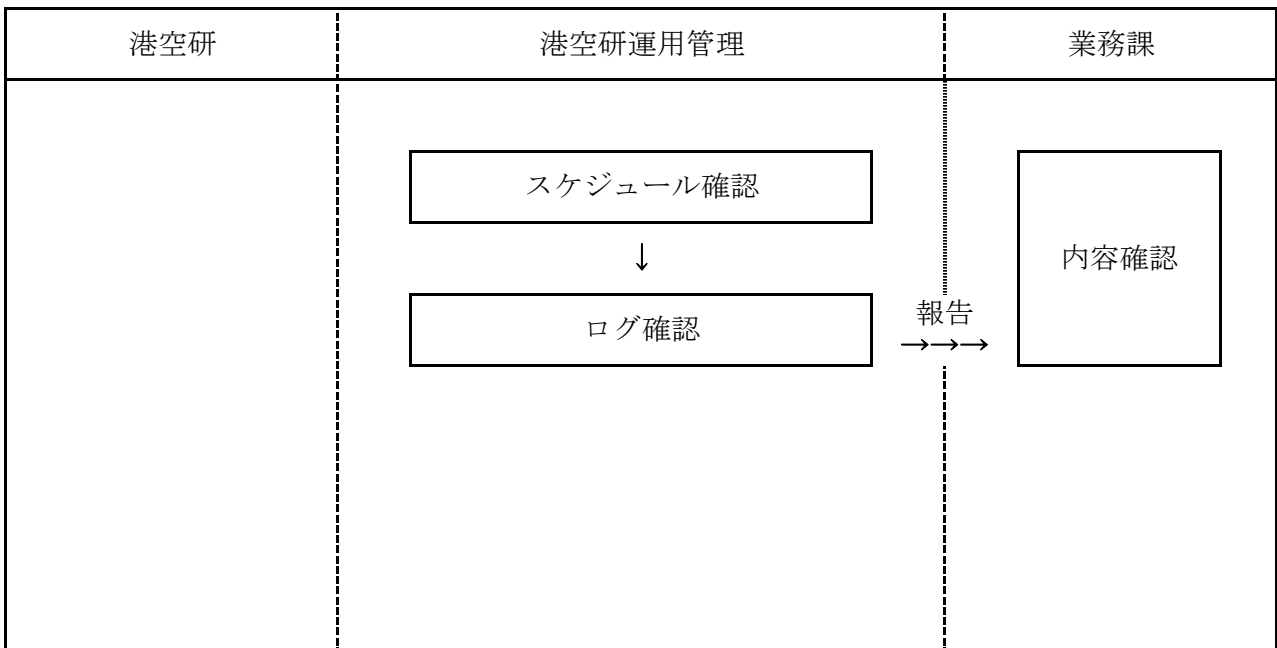 港空研
港空研運用管理
業務課
スケジュール確認
↓
ログ確認
報告
→→→
内容確認